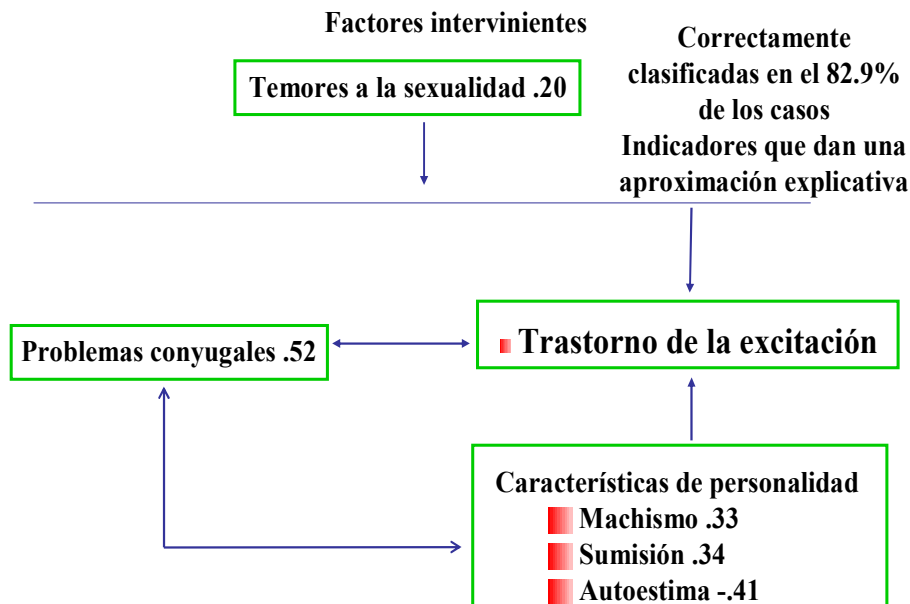 Factores intervinientes
Temores a la sexualidad .20
Correctamente
clasificadas en el 82.9%
de los casos
Indicadores que dan una
aproximación explicativa
Problemas conyugales .52
Trastorno de la excitación
Características de personalidad
Machismo .33
Sumisión .34
Autoestima -.41